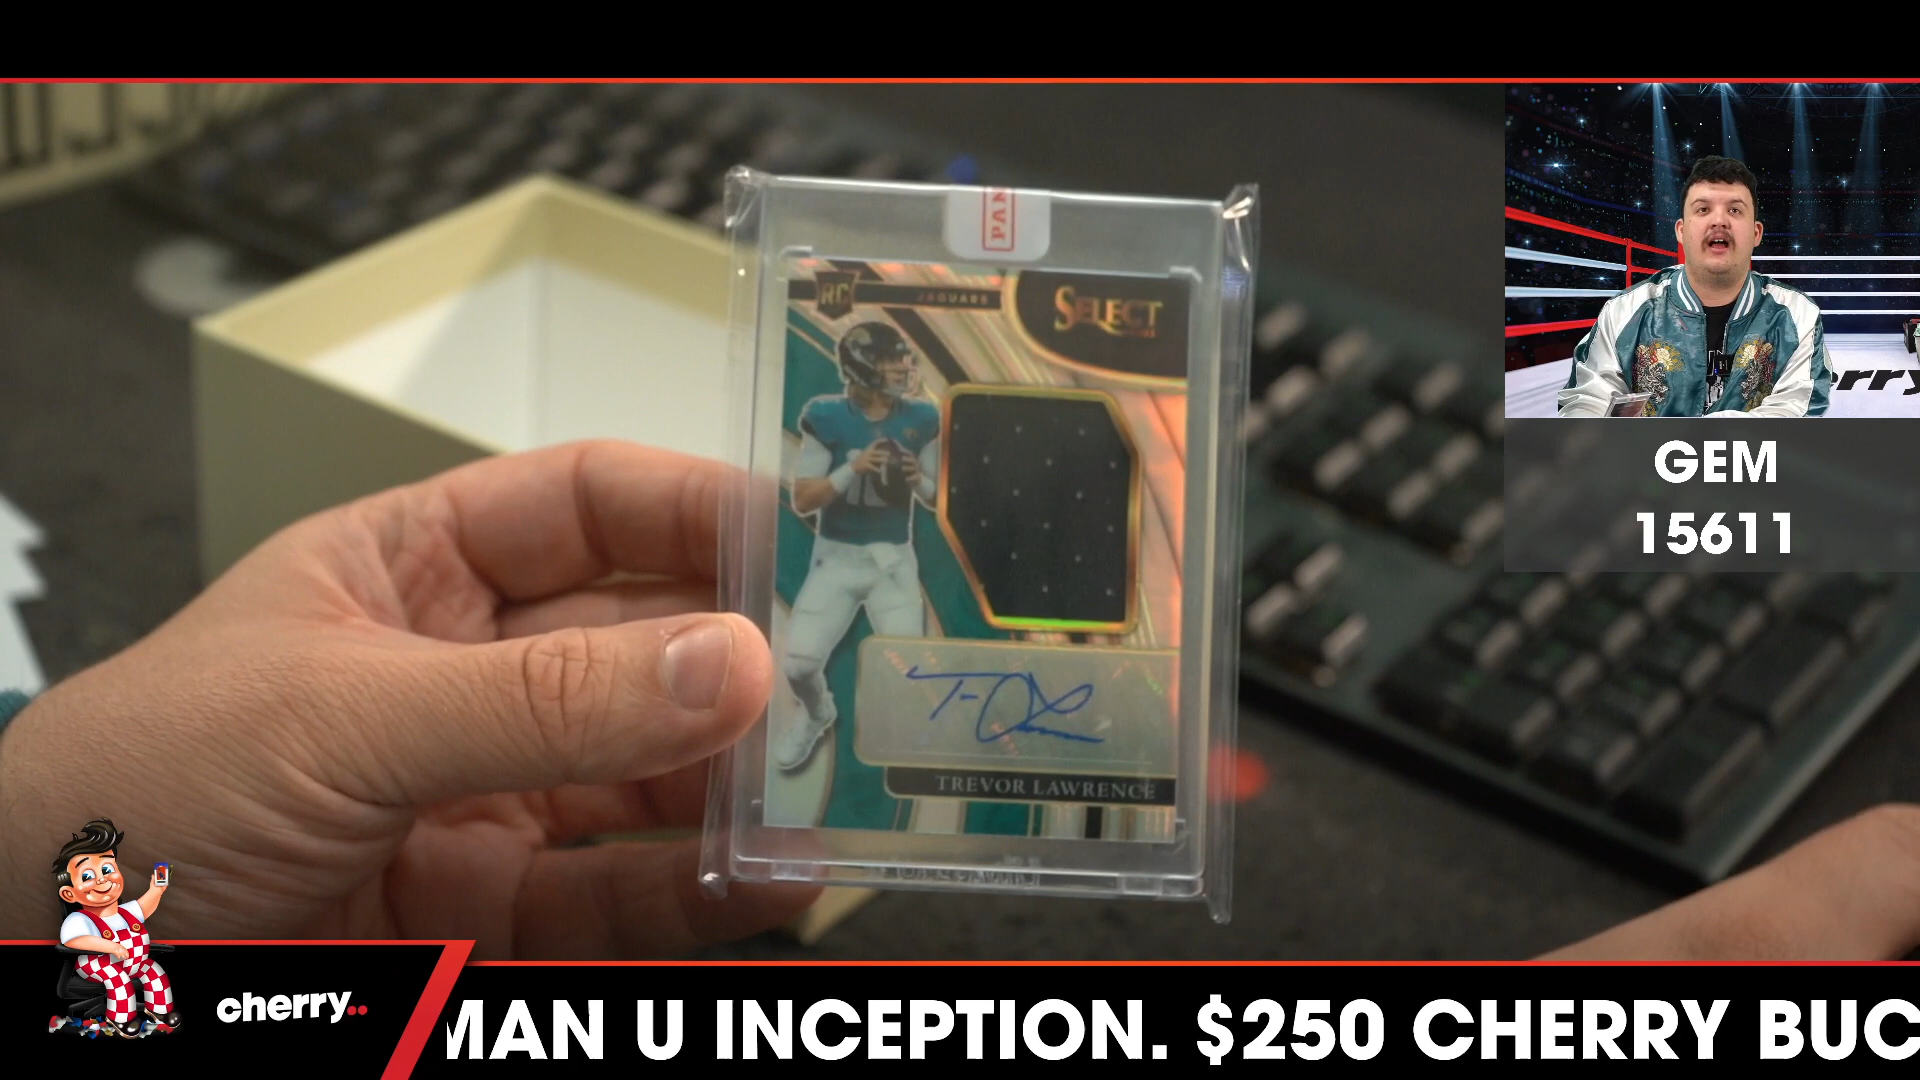 PAN
RC
JAGUARS
SELECT
TREVOR LAWRENCE
GEM
15611
cherry..
MAN U INCEPTION. $250 CHERRY BUC